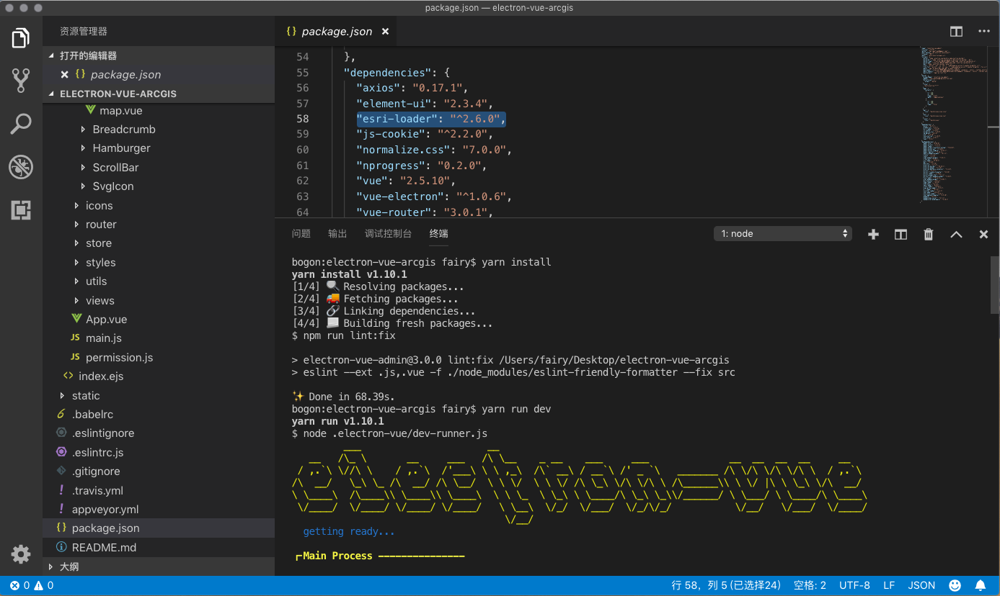 package.json — electron-vue-arcgis
资源管理器
打开的编辑器
package.json
ELECTRON-VUE-ARCGIS
map.vue
Breadcrumb
Hamburger
ScrollBar
SvgIcon
icons
router
store
styles
utils
views
App.vue
JS main.js
JS permission.js
index.ejs
static
.babelrc
.eslintignore
.eslintrc.js
.gitignore
.travis.yml
appveyor.yml
{} package.json
README.md
大纲
{} package.json
54 },
55 "dependencies": {
56 "axios": "0.17.1",
57 "element-ui": "2.3.4",
58 "esri-loader": "^2.6.0",
59 "js-cookie": "^2.2.0",
60 "normalize.css": "7.0.0",
61 "nprogress": "0.2.0",
62 "vue": "2.5.10",
63 "vue-electron": "^1.0.6",
64 "vue-router": "3.0.1",
问题 输出 调试控制台 终端
1: node
bogon:electron-vue-arcgis fairy$ yarn install
yarn install v1.10.1
[1/4] 🔍 Resolving packages...
[2/4] 🚚 Fetching packages...
[3/4] 🔗 Linking dependencies...
[4/4] 📃 Building fresh packages...
$ npm run lint:fix
> electron-vue-admin@3.0.0 lint:fix /Users/fairy/Desktop/electron-vue-arcgis
> eslint --ext .js,.vue -f ./node_modules/eslint-friendly-formatter --fix src
✨ Done in 68.39s.
bogon:electron-vue-arcgis fairy$ yarn run dev
yarn run v1.10.1
$ node .electron-vue/dev-runner.js
electron-vue
getting ready...
┏ Main Process ---------------
0 0
行 58，列 5 (已选择24) 空格: 2 UTF-8 LF JSON